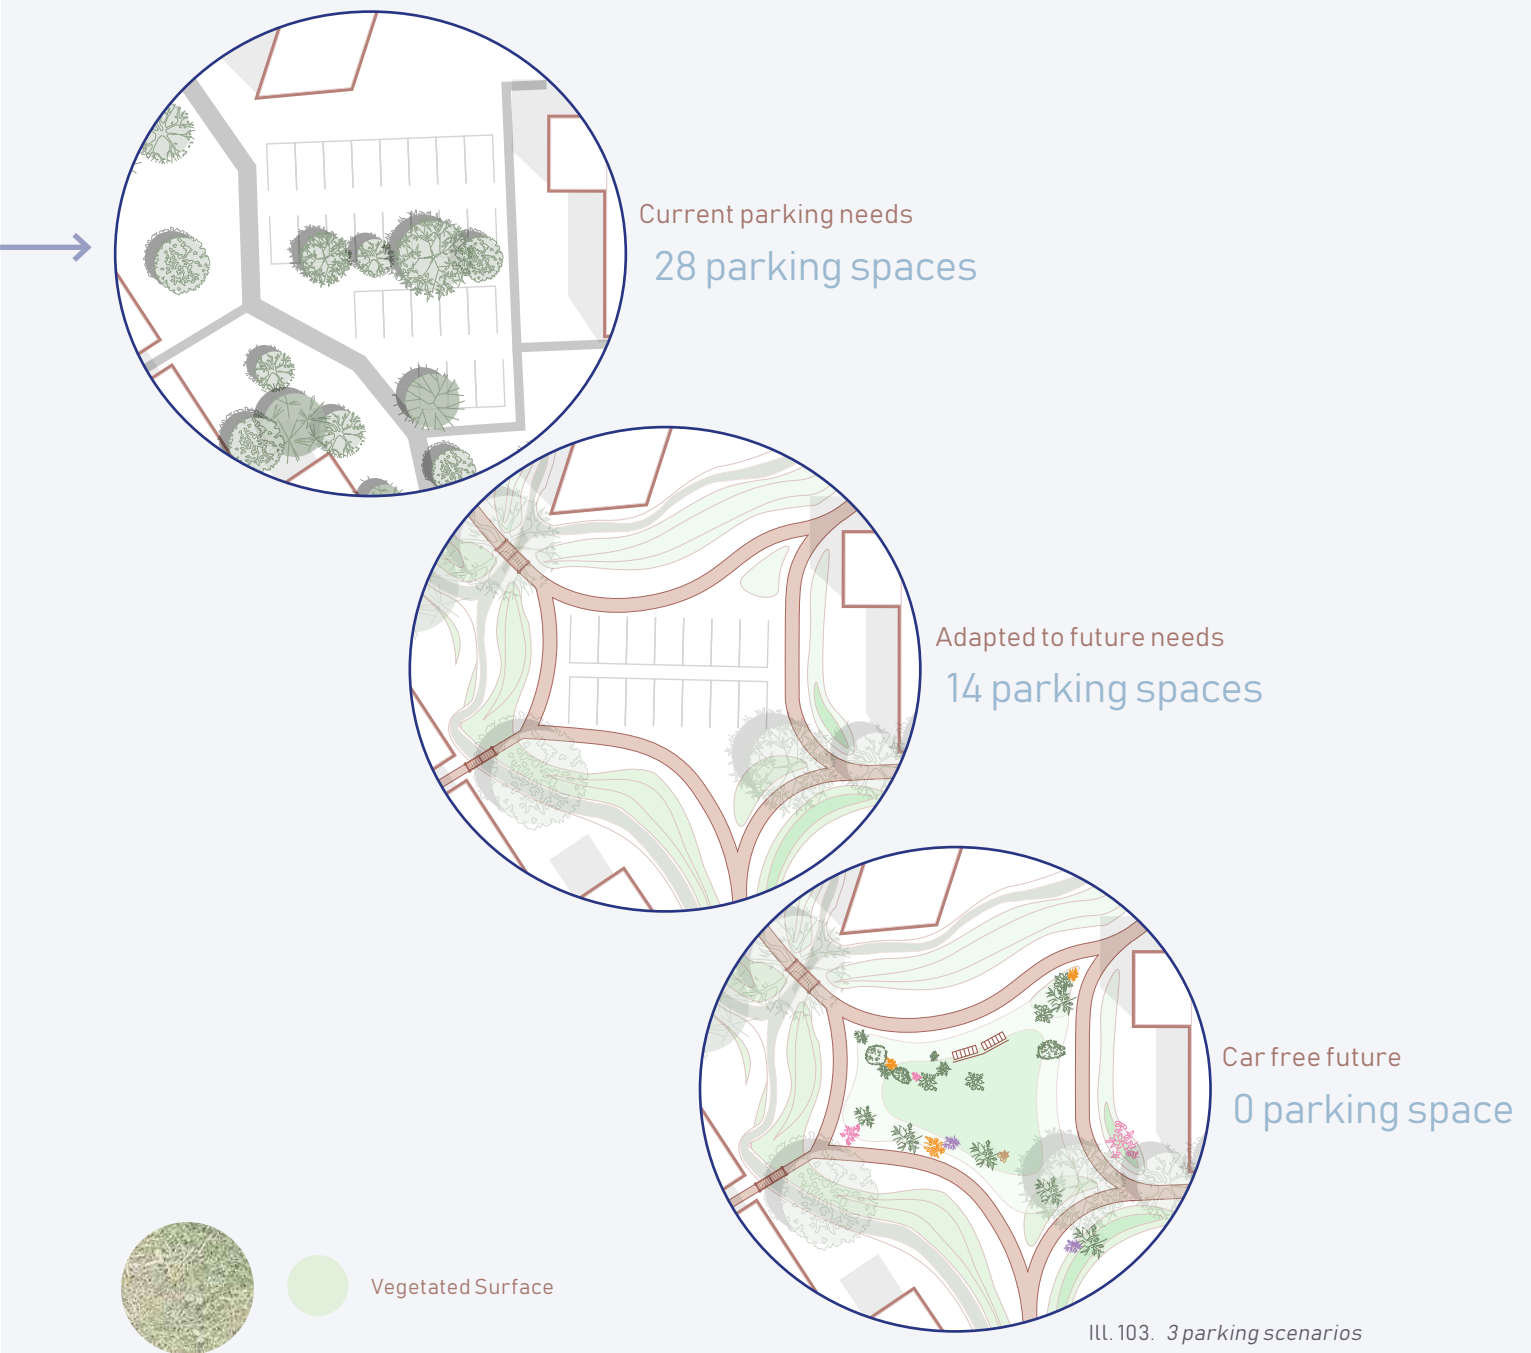 Current parking needs
28 parking spaces
Adapted to future needs
14 parking spaces
Car free future
0 parking space
Vegetated Surface
Ill. 103. 3 parking scenarios